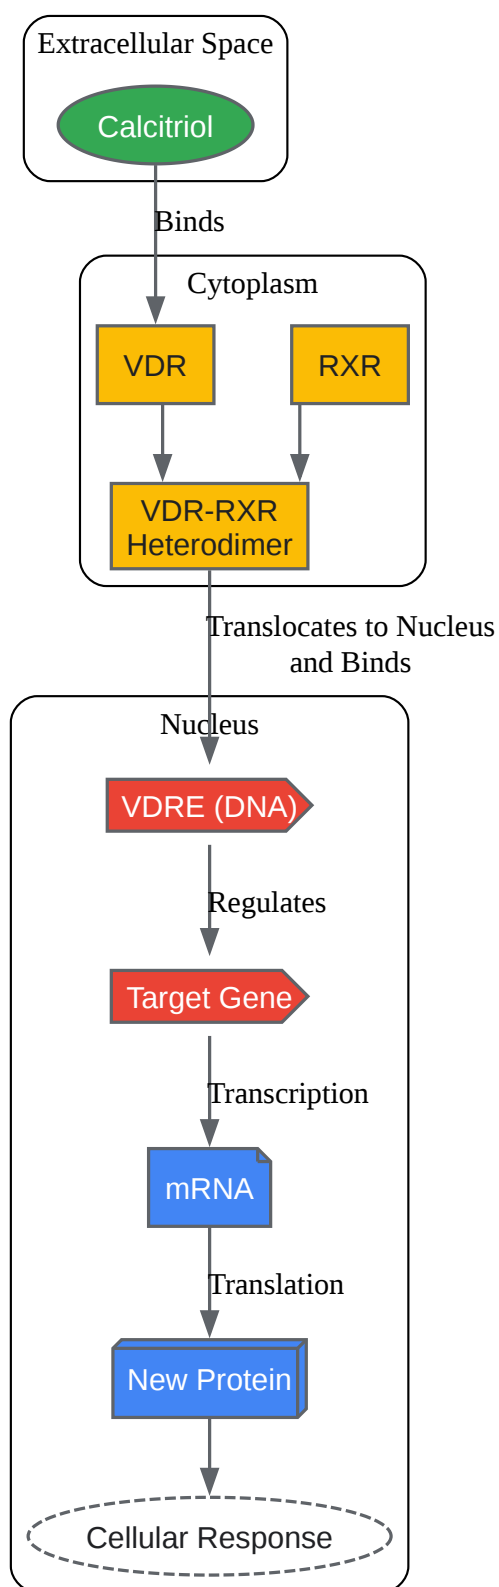 Extracellular Space
Calcitriol
Binds
Cytoplasm
VDR
RXR
VDR-RXR
Heterodimer
Translocates to Nucleus
and Binds
Nucleus
VDRE (DNA)
Regulates
Target Gene
Transcription
mRNA
Translation
New Protein
Cellular Response